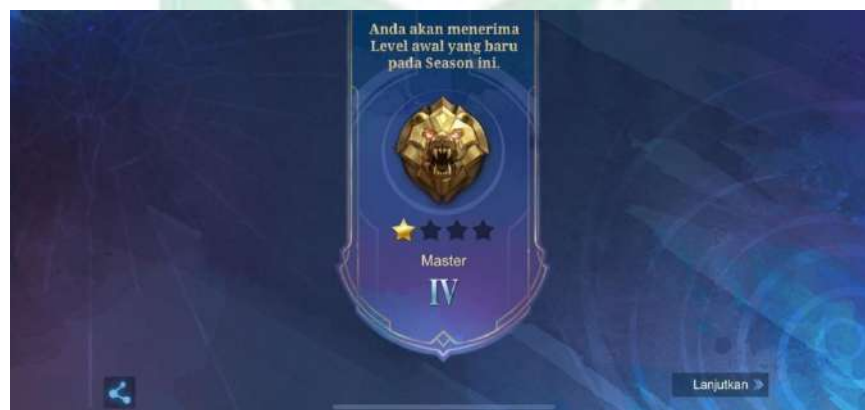 Anda akan menerima
Level awal yang baru
pada Season ini.
Master
IV
Lanjutkan